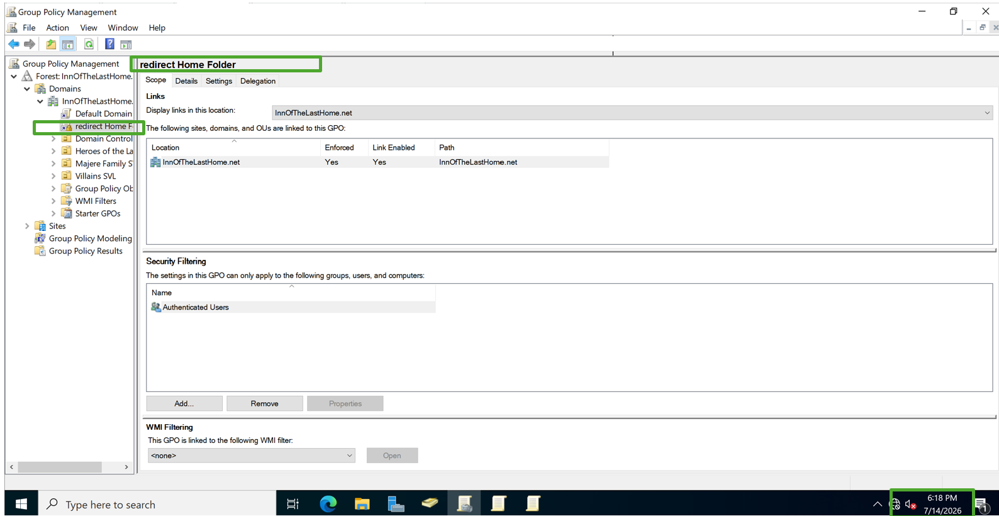 Group Policy Management
File Action View Window Help
Group Policy Management
Forest: InnOfTheLastHome.
Domains
InnOfTheLastHome.
Default Domain
redirect Home F
Domain Control
Heroes of the La
Majere Family S
Villains SVL
Group Policy Ob
WMI Filters
Starter GPOs
Sites
Group Policy Modeling
Group Policy Results
redirect Home Folder
Scope Details Settings Delegation
Links
Display links in this location: InnOfTheLastHome.net
The following sites, domains, and OUs are linked to this GPO:
Location Enforced Link Enabled Path
InnOfTheLastHome.net Yes Yes InnOfTheLastHome.net
Security Filtering
The settings in this GPO can only apply to the following groups, users, and computers:
Name
Authenticated Users
Add... Remove Properties
WMI Filtering
This GPO is linked to the following WMI filter:
<none> Open
Type here to search
6:18 PM
7/14/2026
1